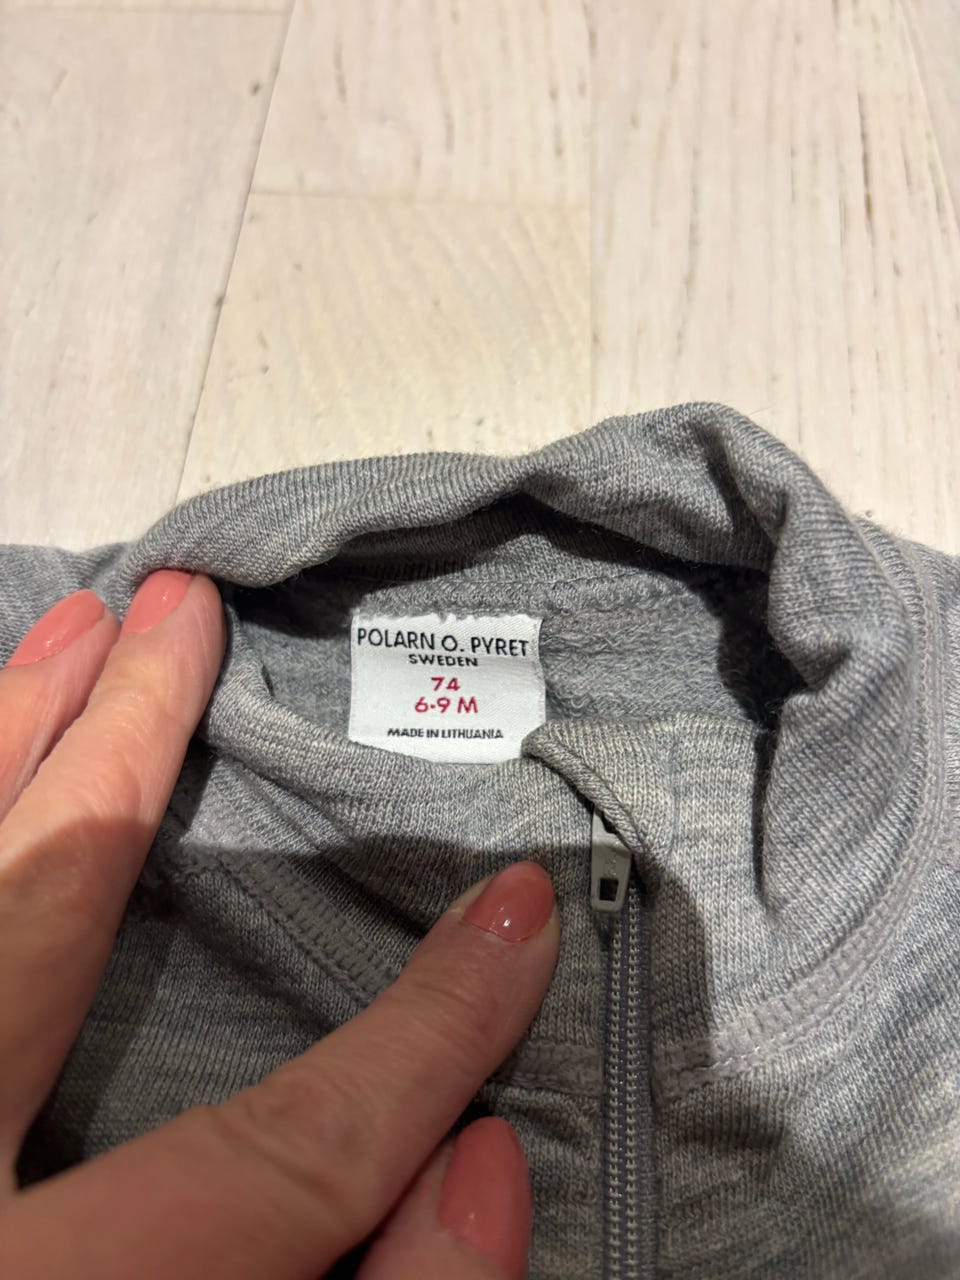 POLARN O. PYRET
SWEDEN
74
6-9 M
MADE IN LITHUANIA